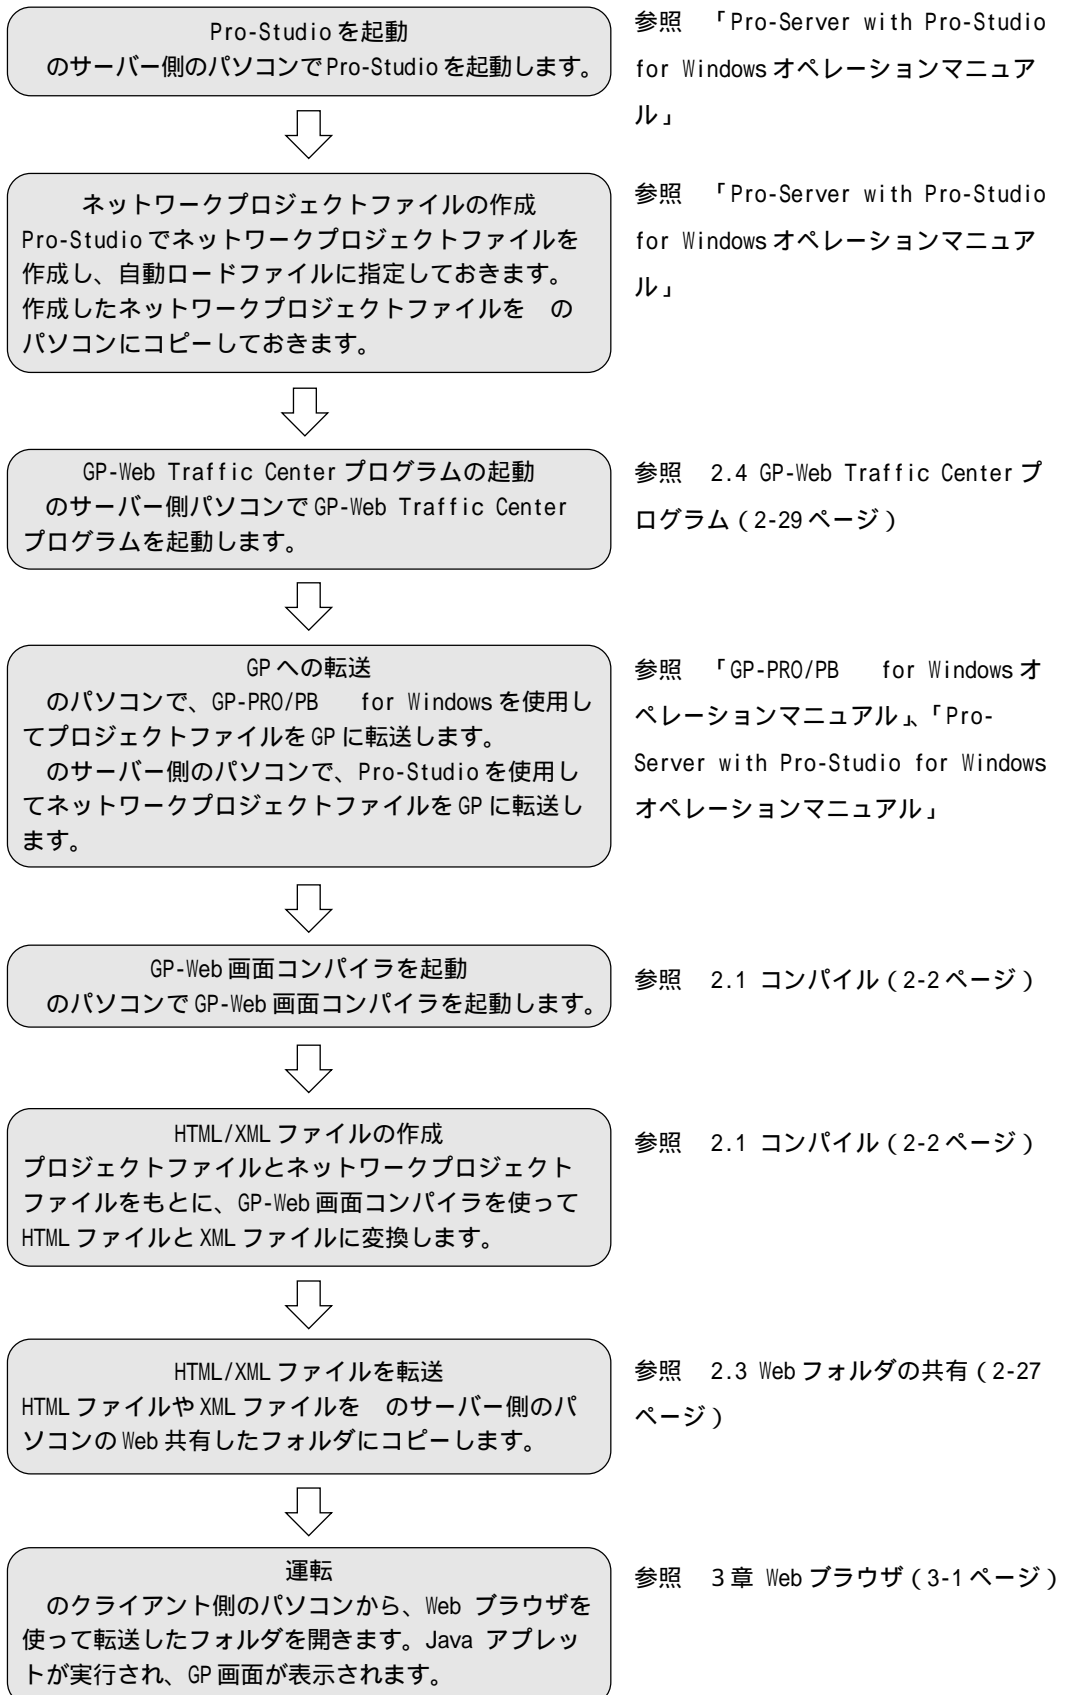 Pro-Studioを起動
のサーバー側のパソコンでPro-Studioを起動します。
参照　「Pro-Server with Pro-Studio
for Windowsオペレーションマニュア
ル」
ネットワークプロジェクトファイルの作成
Pro-Studioでネットワークプロジェクトファイルを
作成し、自動ロードファイルに指定しておきます。
作成したネットワークプロジェクトファイルを　の
パソコンにコピーしておきます。
参照　「Pro-Server with Pro-Studio
for Windowsオペレーションマニュア
ル」
GP-Web Traffic Centerプログラムの起動
のサーバー側パソコンでGP-Web Traffic Center
プログラムを起動します。
参照　2.4 GP-Web Traffic Centerプ
ログラム（2-29ページ）
GPへの転送
のパソコンで、GP-PRO/PB　　for Windowsを使用し
てプロジェクトファイルをGPに転送します。
のサーバー側のパソコンで、Pro-Studioを使用し
てネットワークプロジェクトファイルをGPに転送し
ます。
参照　「GP-PRO/PB　　for Windowsオ
ペレーションマニュアル」、「Pro-
Server with Pro-Studio for Windows
オペレーションマニュアル」
GP-Web画面コンパイラを起動
のパソコンでGP-Web画面コンパイラを起動します。
参照　2.1 コンパイル（2-2ページ）
HTML/XMLファイルの作成
プロジェクトファイルとネットワークプロジェクト
ファイルをもとに、GP-Web画面コンパイラを使って
HTMLファイルとXMLファイルに変換します。
参照　2.1 コンパイル（2-2ページ）
HTML/XMLファイルを転送
HTMLファイルやXMLファイルを　のサーバー側のパ
ソコンのWeb共有したフォルダにコピーします。
参照　2.3 Webフォルダの共有（2-27
ページ）
運転
のクライアント側のパソコンから、Web ブラウザを
使って転送したフォルダを開きます。Java アプレッ
トが実行され、GP画面が表示されます。
参照　3章 Webブラウザ（3-1ページ）